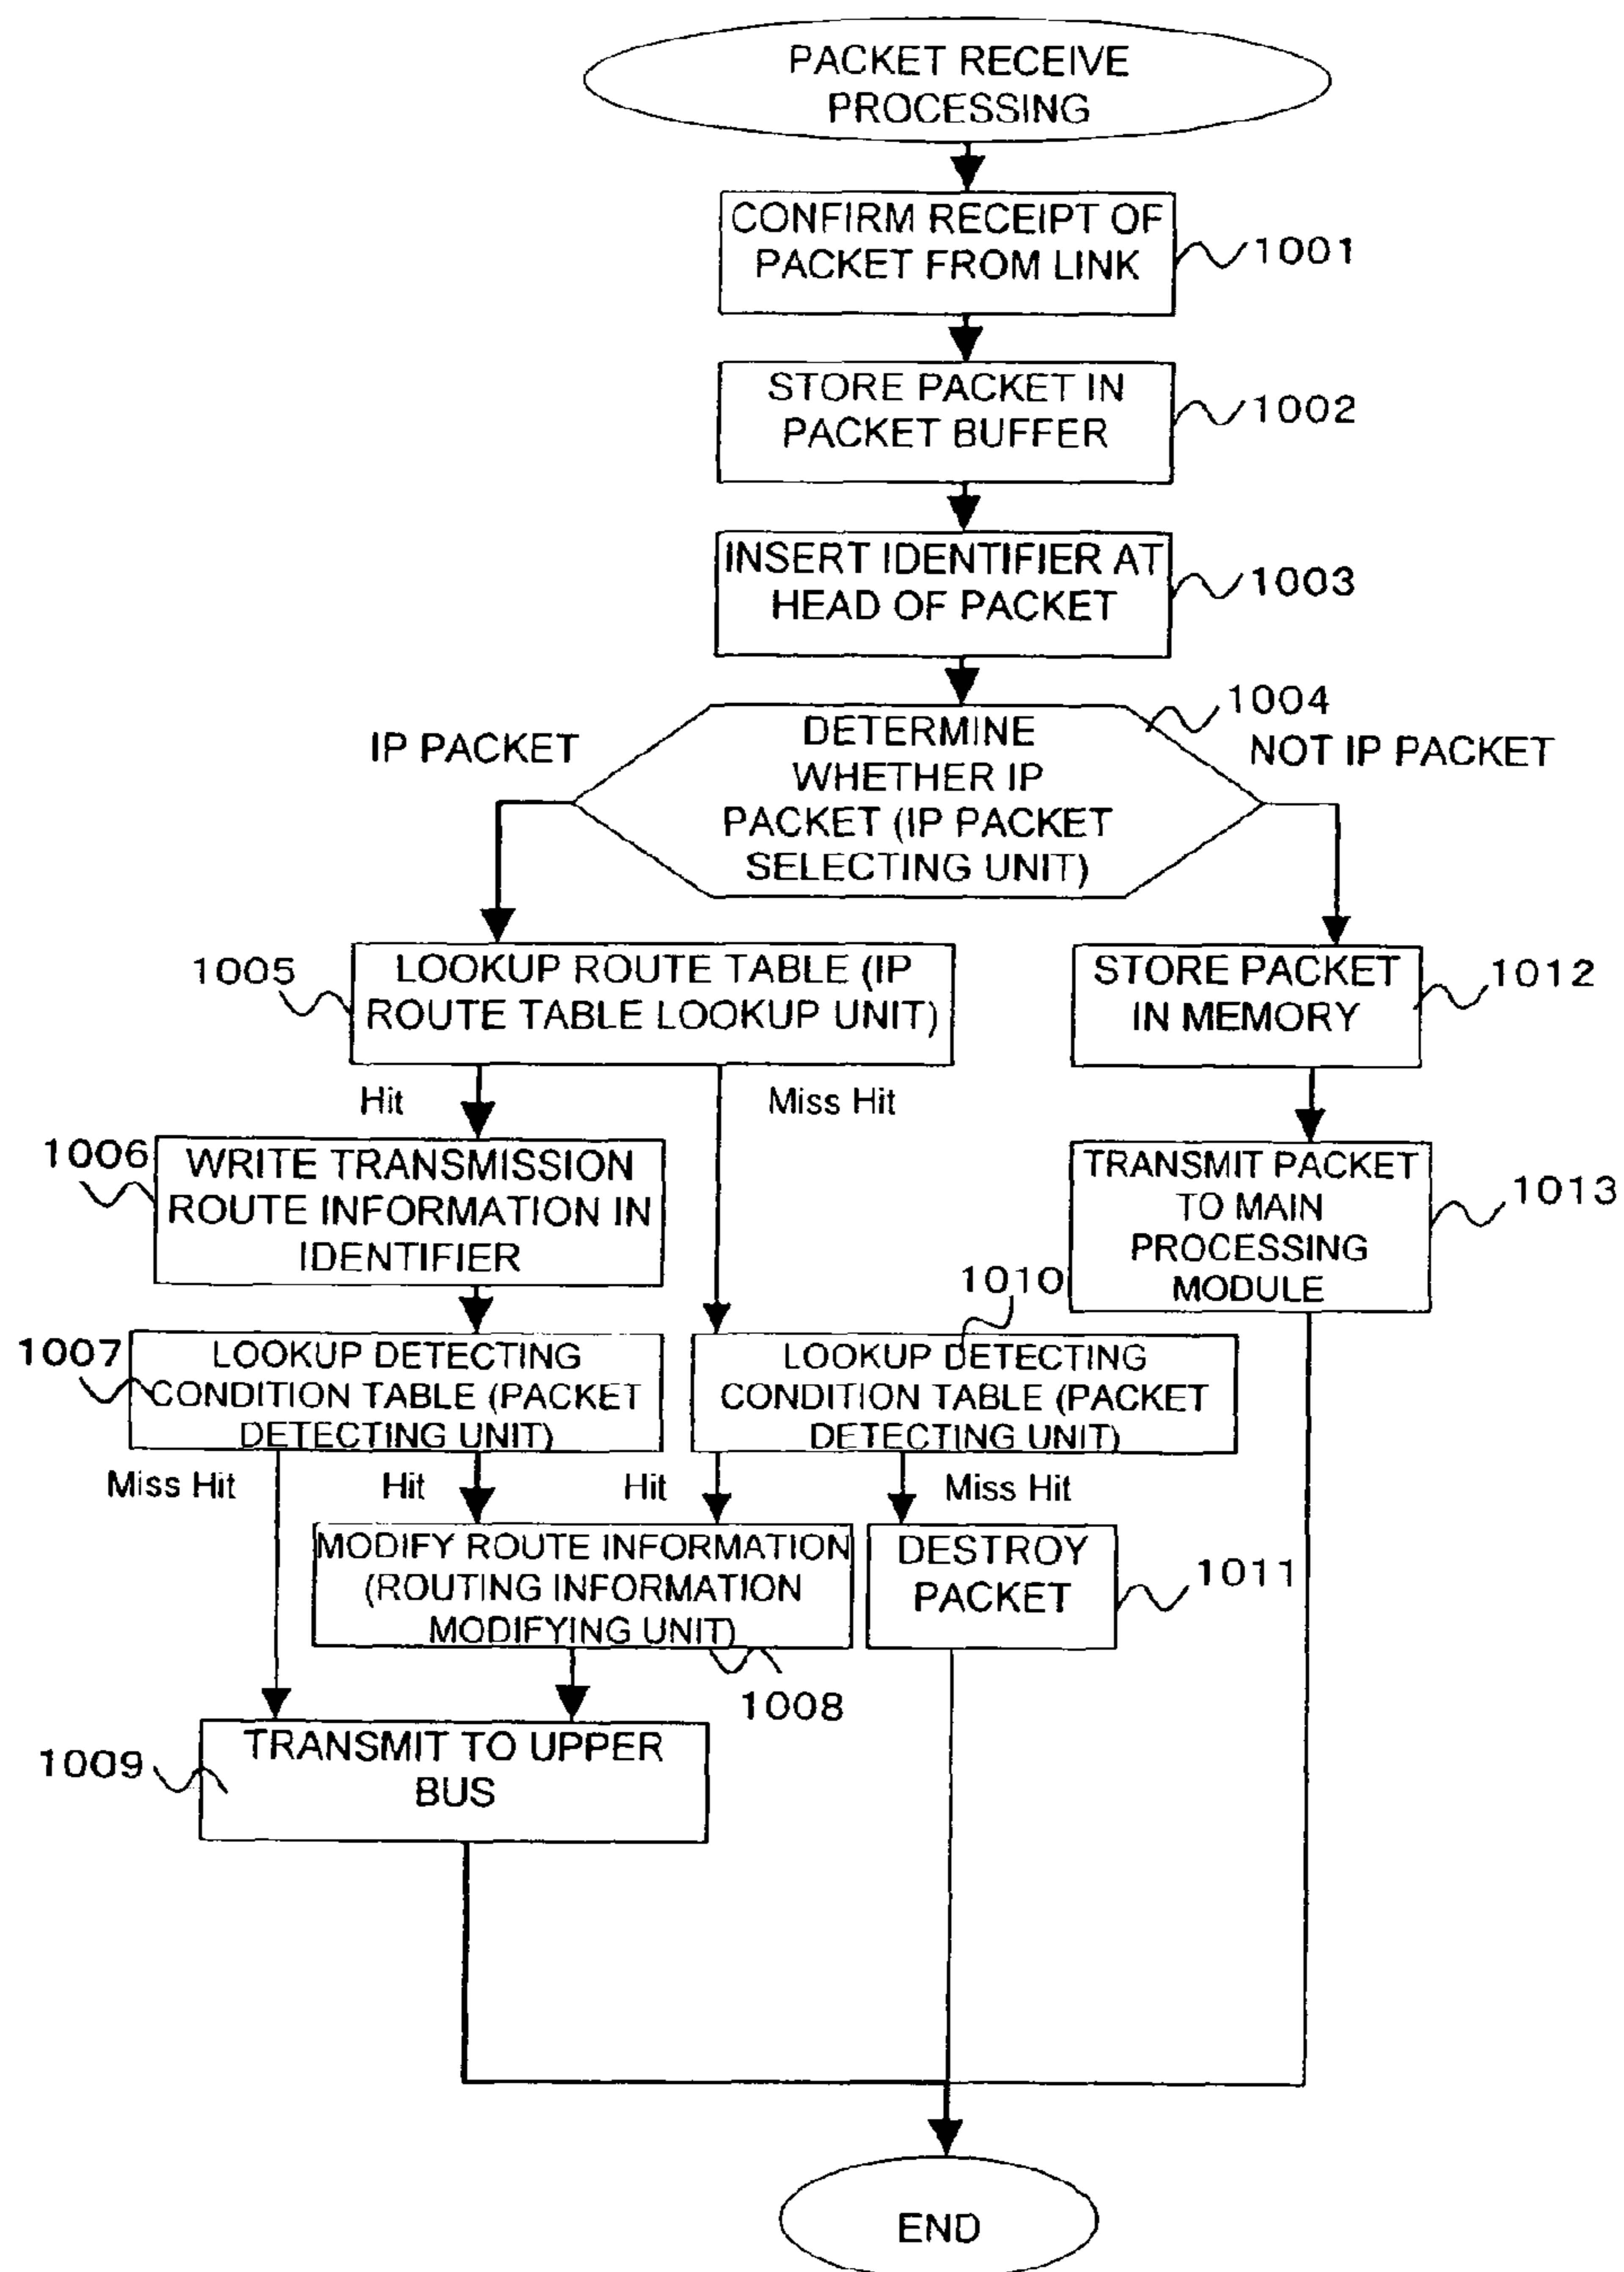 PACKET RECEIVE
PROCESSING
CONFIRM RECEIPT OF
PACKET FROM LINK
1001
STORE PACKET IN
PACKET BUFFER
1002
INSERT IDENTIFIER AT
HEAD OF PACKET
1003
1004
IP PACKET
DETERMINE
WHETHER IP
PACKET (IP PACKET
SELECTING UNIT)
NOT IP PACKET
1005
LOOKUP ROUTE TABLE (IP
ROUTE TABLE LOOKUP UNIT)
STORE PACKET
IN MEMORY
1012
Hit
Miss Hit
1006
WRITE TRANSMISSION
ROUTE INFORMATION IN
IDENTIFIER
TRANSMIT PACKET
TO MAIN
PROCESSING
MODULE
1013
1010
1007
LOOKUP DETECTING
CONDITION TABLE (PACKET
DETECTING UNIT)
LOOKUP DETECTING
CONDITION TABLE (PACKET
DETECTING UNIT)
Miss Hit
Hit
Hit
Miss Hit
MODIFY ROUTE INFORMATION
(ROUTING INFORMATION
MODIFYING UNIT)
DESTROY
PACKET
1011
1008
1009
TRANSMIT TO UPPER
BUS
END